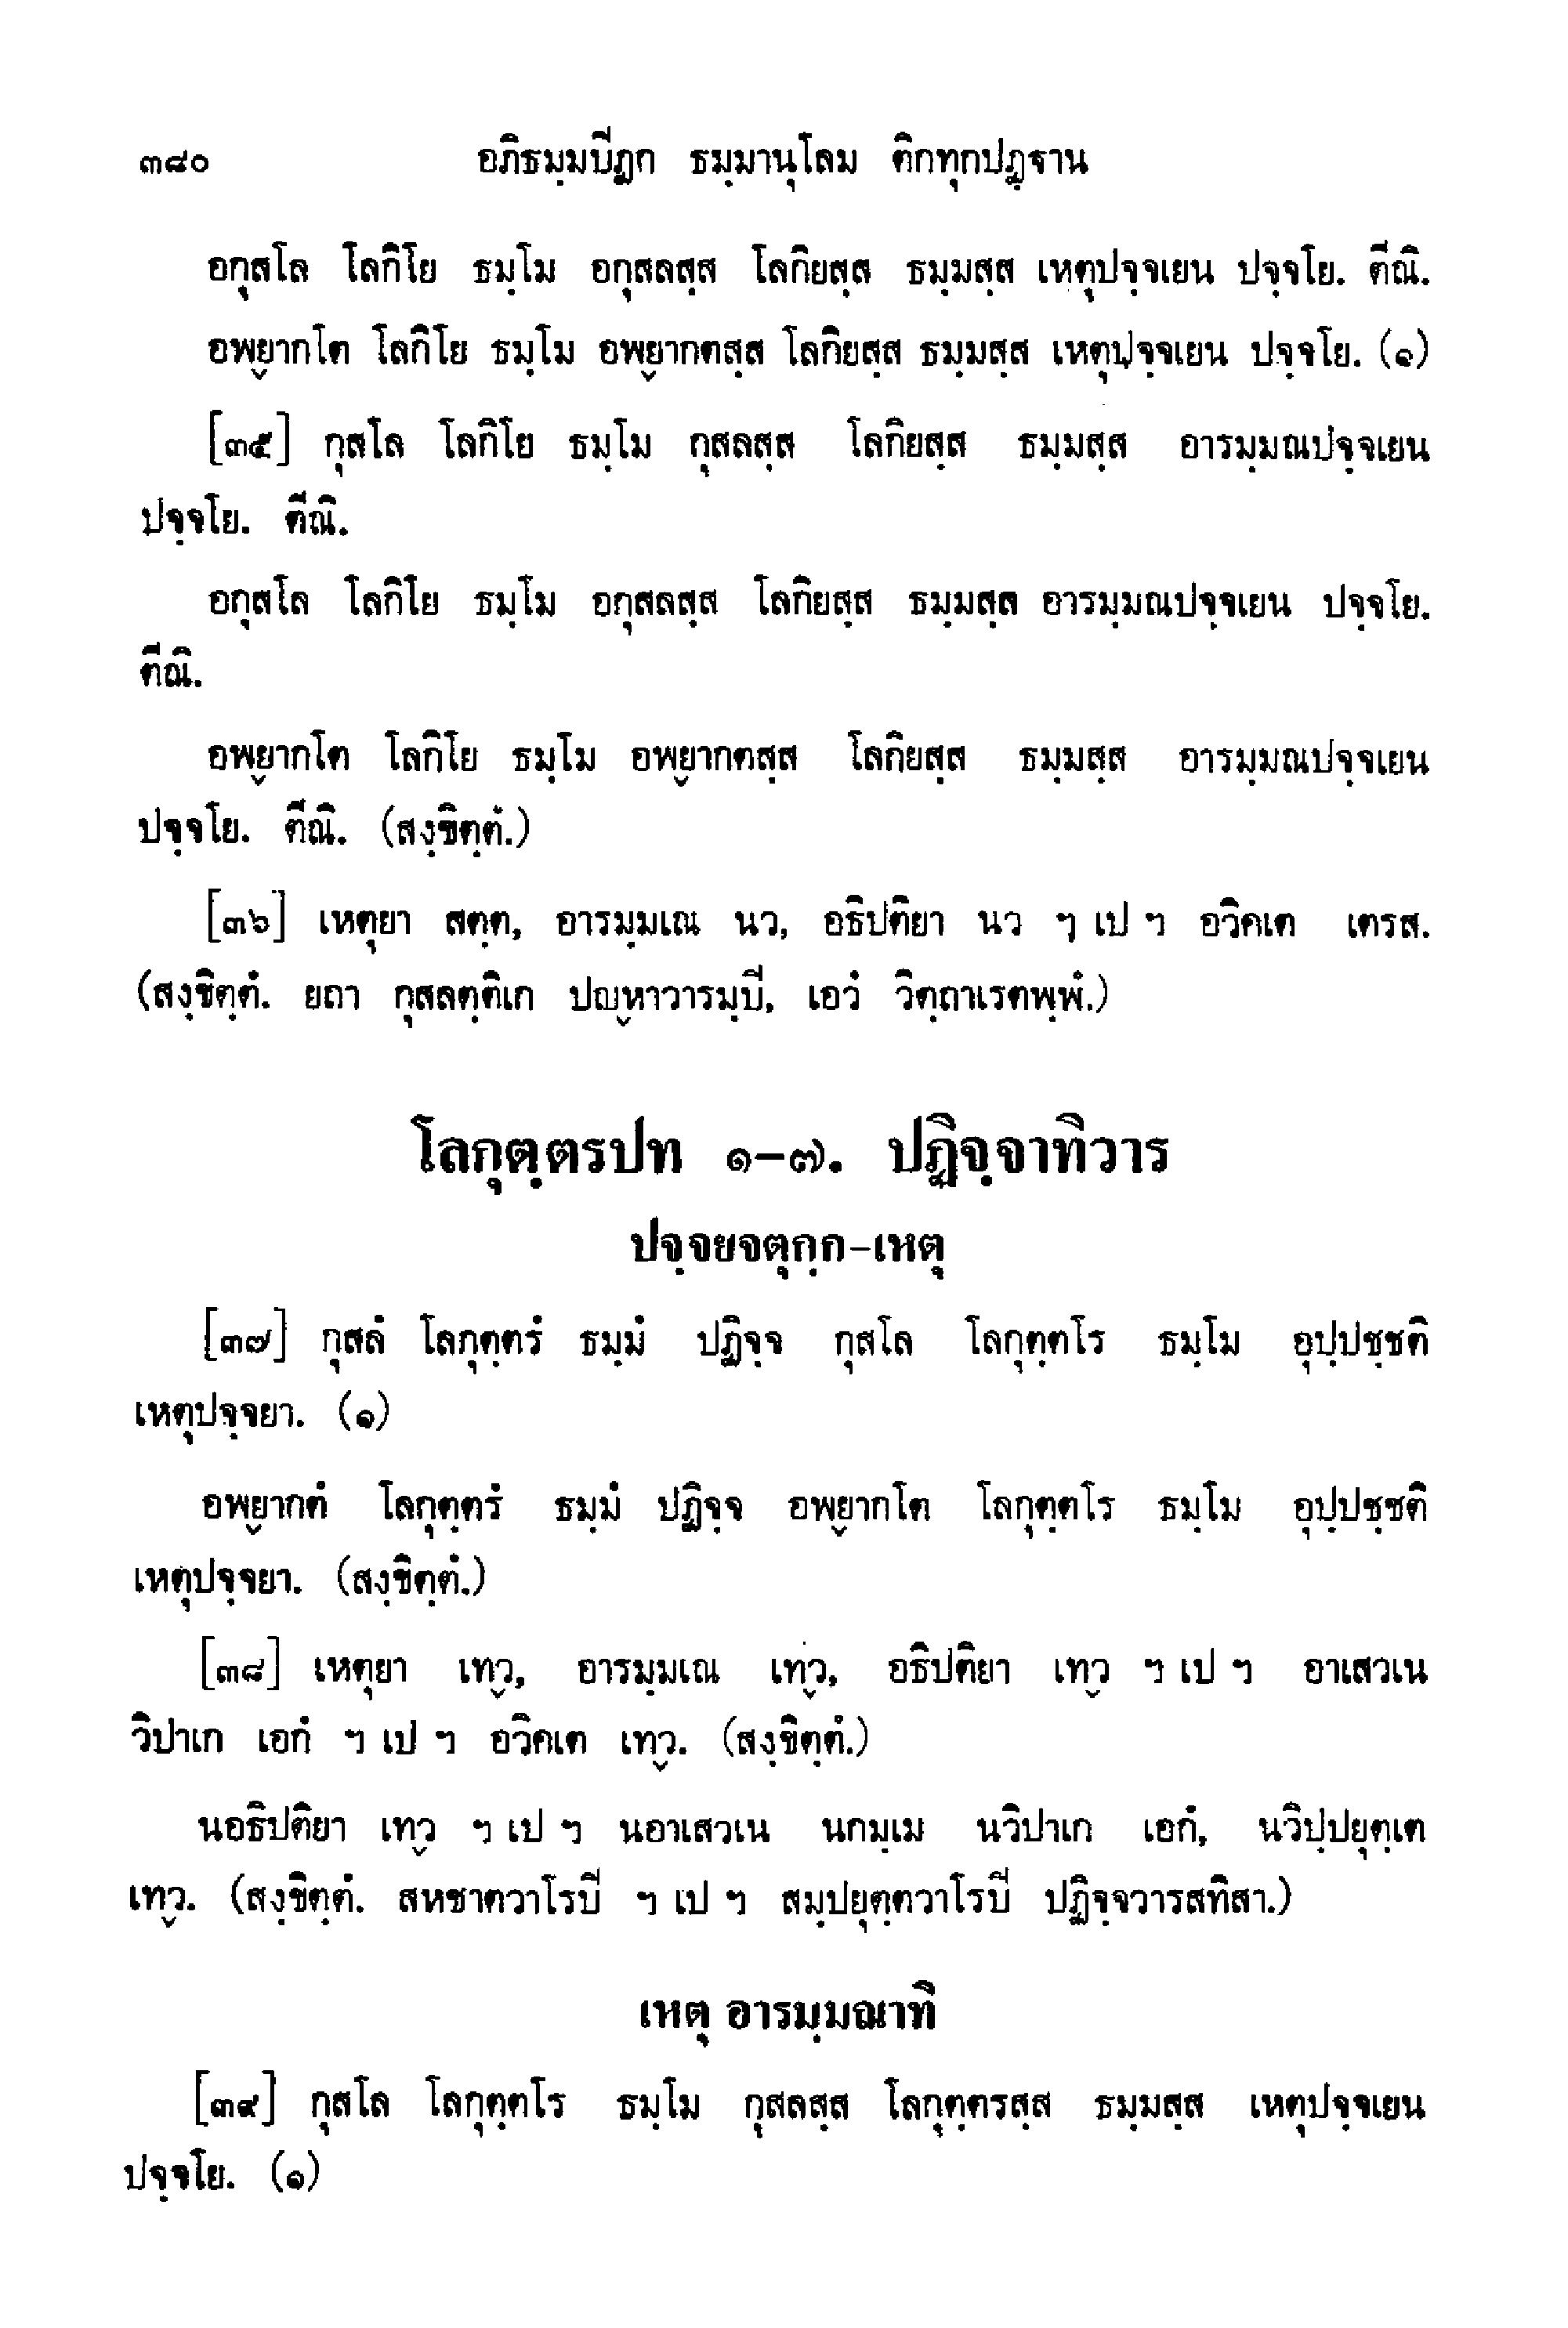 ๓๘๐ อภิธมฺมปีฏก ธมฺมานุโลม ติกทุกปฏฺฐาน
อกุสโล โลกิโย ธมฺโม อกุสลสฺส โลกิยสฺส ธมฺมสฺส เหตุปจฺจเยน ปจฺจโย. ตีณิ.
อพฺยากโต โลกิโย ธมฺโม อพฺยากตสฺส โลกิยสฺส ธมฺมสฺส เหตุปจฺจเยน ปจฺจโย. (๑)
[๓๕] กุสโล โลกิโย ธมฺโม กุสลสฺส โลกิยสฺส ธมฺมสฺส อารมฺมณปจฺจเยน
ปจฺจโย. ตีณิ.
อกุสโล โลกิโย ธมฺโม อกุสลสฺส โลกิยสฺส ธมฺมสฺส อารมฺมณปจฺจเยน ปจฺจโย.
ตีณิ.
อพฺยากโต โลกิโย ธมฺโม อพฺยากตสฺส โลกิยสฺส ธมฺมสฺส อารมฺมณปจฺจเยน
ปจฺจโย. ตีณิ. (สงฺขิตฺตํ.)
[๓๖] เหตุยา สตฺต, อารมฺมเณ นว, อธิปติยา นว ฯ เป ฯ อวิคเต เตรส.
(สงฺขิตฺตํ. ยถา กุสลตฺติเก ปญฺหาวารมฺปิ, เอวํ วิตฺถาเรตพฺพํ.)
โลกุตฺตรปท ๑-๗. ปฏิจฺจาทิวาร
ปจฺจยจตุกฺก-เหตุ
[๓๗] กุสลํ โลกุตฺตรํ ธมฺมํ ปฏิจฺจ กุสโล โลกุตฺตโร ธมฺโม อุปฺปชฺชติ
เหตุปจฺจยา. (๑)
อพฺยากตํ โลกุตฺตรํ ธมฺมํ ปฏิจฺจ อพฺยากโต โลกุตฺตโร ธมฺโม อุปฺปชฺชติ
เหตุปจฺจยา. (สงฺขิตฺตํ.)
[๓๘] เหตุยา เทฺว, อารมฺมเณ เทฺว, อธิปติยา เทฺว ฯ เป ฯ อาเสวเน
วิปาเก เอกํ ฯ เป ฯ อวิคเต เทฺว. (สงฺขิตฺตํ.)
นอธิปติยา เทฺว ฯ เป ฯ นอาเสวเน นกมฺเม นวิปาเก เอกํ, นวิปฺปยุตฺเต
เทฺว. (สงฺขิตฺตํ. สหชาตวาโรปิ ฯ เป ฯ สมฺปยุตฺตวาโรปิ ปฏิจฺจวารสทิสา.)
เหตุ อารมฺมณาทิ
[๓๙] กุสโล โลกุตฺตโร ธมฺโม กุสลสฺส โลกุตฺตรสฺส ธมฺมสฺส เหตุปจฺจเยน
ปจฺจโย. (๑)